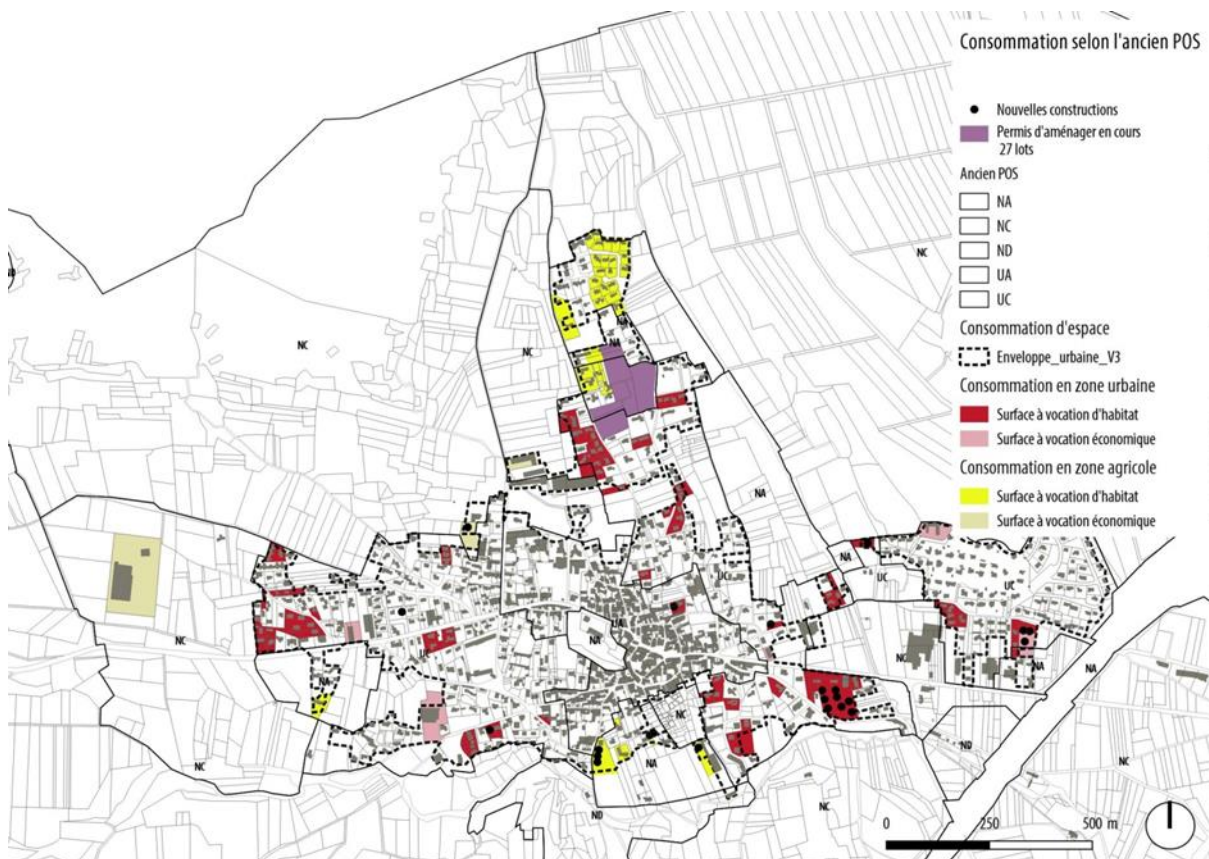 Consommation selon l'ancien POS
Nouvelles constructions
Permis d'aménager en cours
27 lots
Ancien POS
NA
NC
ND
UA
UC
Consommation d'espace
Enveloppe_urbaine_V3
Consommation en zone urbaine
Surface à vocation d'habitat
Surface à vocation économique
Consommation en zone agricole
Surface à vocation d'habitat
Surface à vocation économique
NC
NC
NC
NA
NA
NA
UC
UC
UC
UA
NA
NC
NA
NA
NA
NC
NC
NA
ND
NC
NC
ND
NC
0 250 500 m